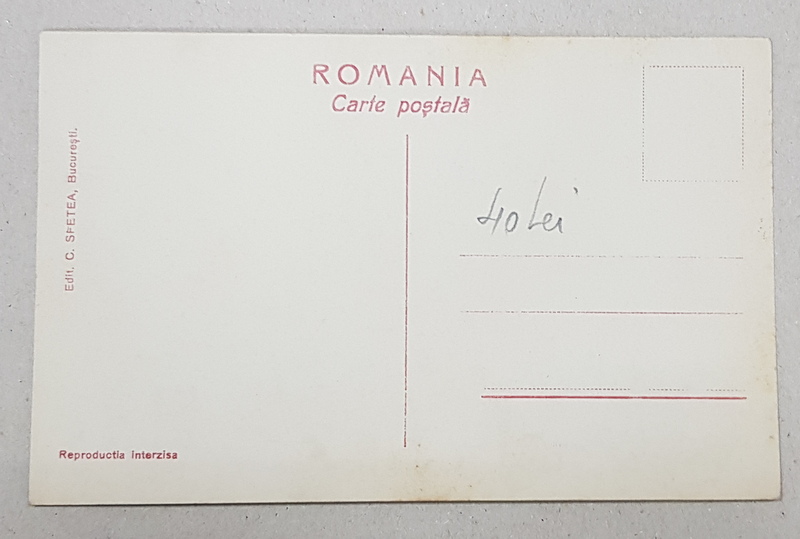 ROMANIA
Carte poștală
Edit. C. SFETEA, București.
40 Lei
Reproductia interzisa